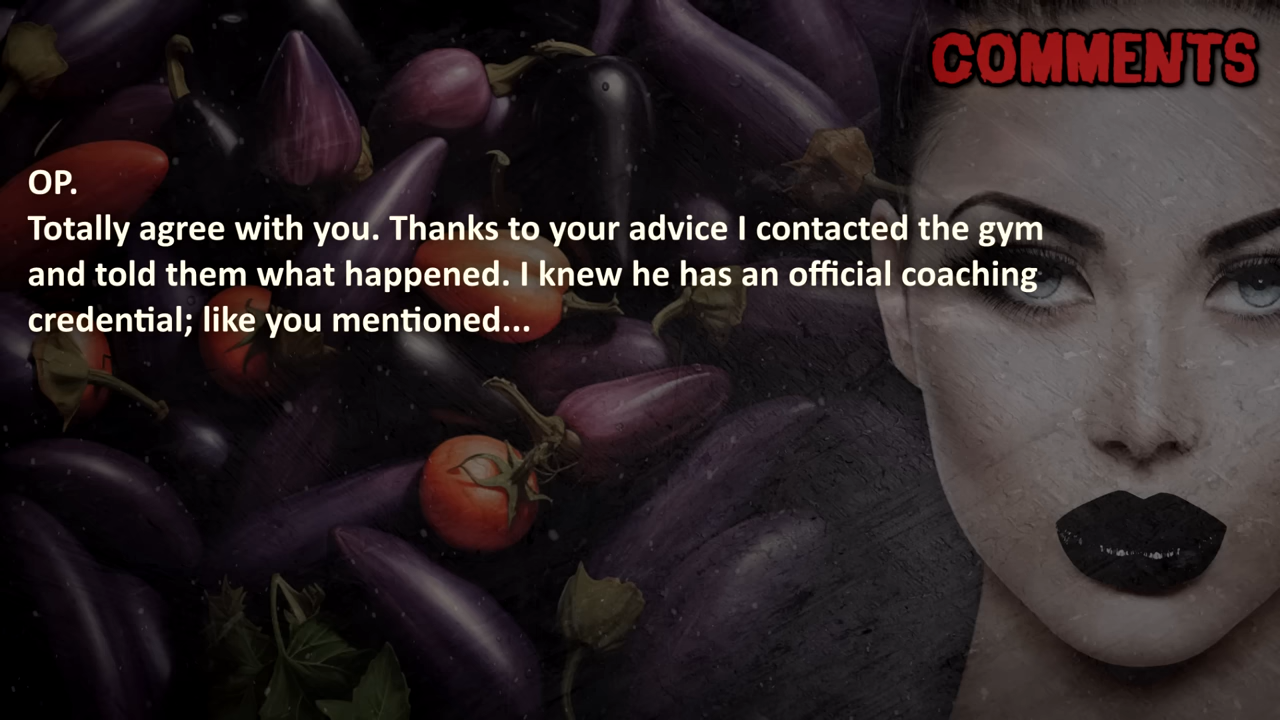 COMMENTS
OP.
Totally agree with you. Thanks to your advice I contacted the gym
and told them what happened. I knew he has an official coaching
credential; like you mentioned...